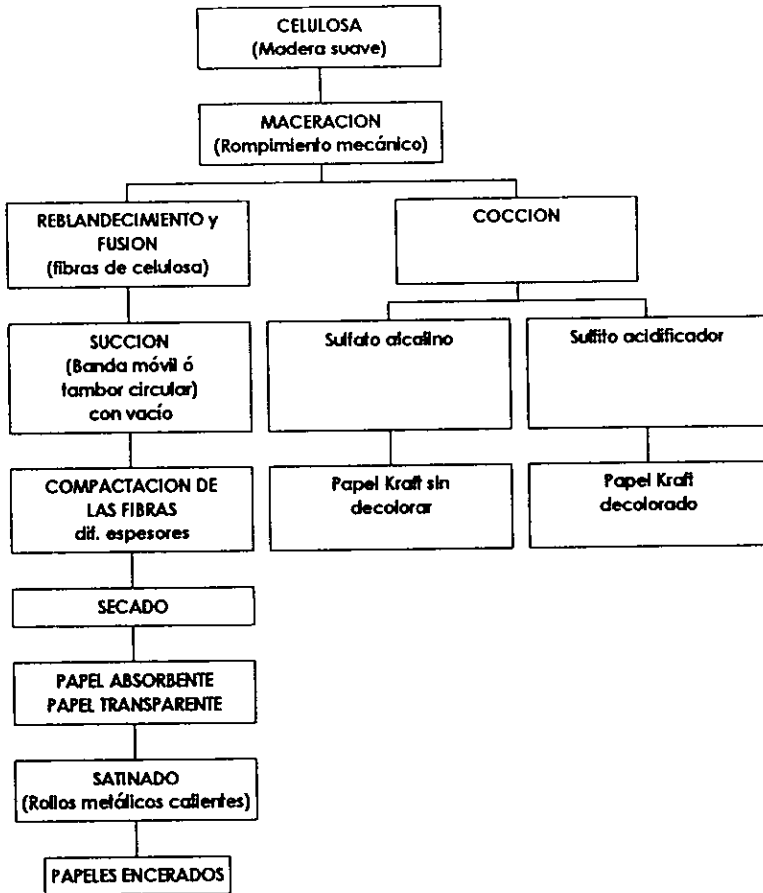 CELULOSA
(Madera suave)
MACERACION
(Rompimiento mecánico)
REBLANDECIMIENTO y
FUSION
(fibras de celulosa)
COCCION
SUCCION
(Banda móvil ó
tambor circular)
con vacío
Sulfato alcalino
Sulfito acidificador
COMPACTACION DE
LAS FIBRAS
dif. espesores
Papel Kraft sin
decolorar
Papel Kraft
decolorado
SECADO
PAPEL ABSORBENTE
PAPEL TRANSPARENTE
SATINADO
(Rollos metálicos calientes)
PAPELES ENCERADOS